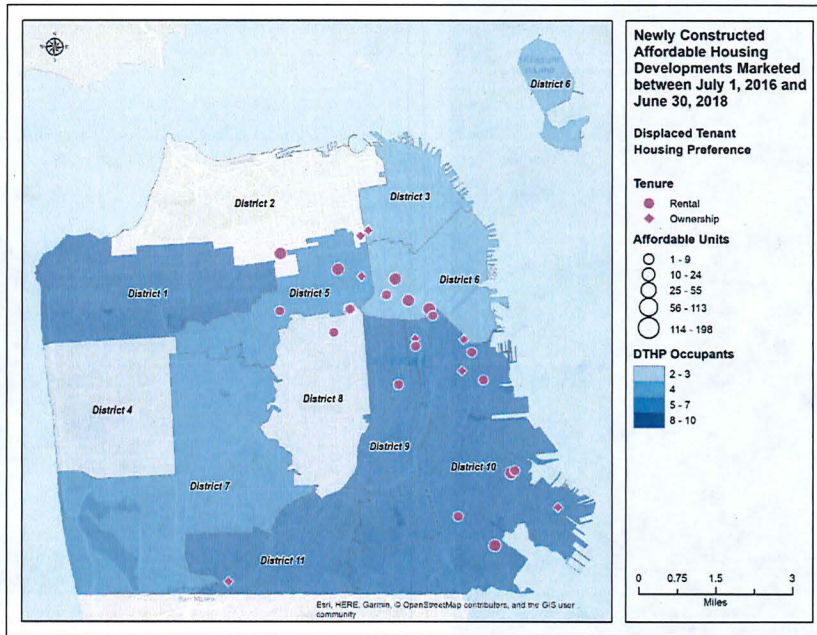 Newly Constructed
Affordable Housing
Developments Marketed
between July 1, 2016 and
June 30, 2018
Displaced Tenant
Housing Preference
Tenure
Rental
Ownership
Affordable Units
1 - 9
10 - 24
25 - 55
56 - 113
114 - 198
DTHP Occupants
2 - 3
4
5 - 7
8 - 10
0 0.75 1.5 3
Miles
District 6
District 3
District 2
District 6
District 1
District 5
District 4
District 8
District 9
District 10
District 7
District 11
Esri, HERE, Garmin, © OpenStreetMap contributors, and the GIS user
community